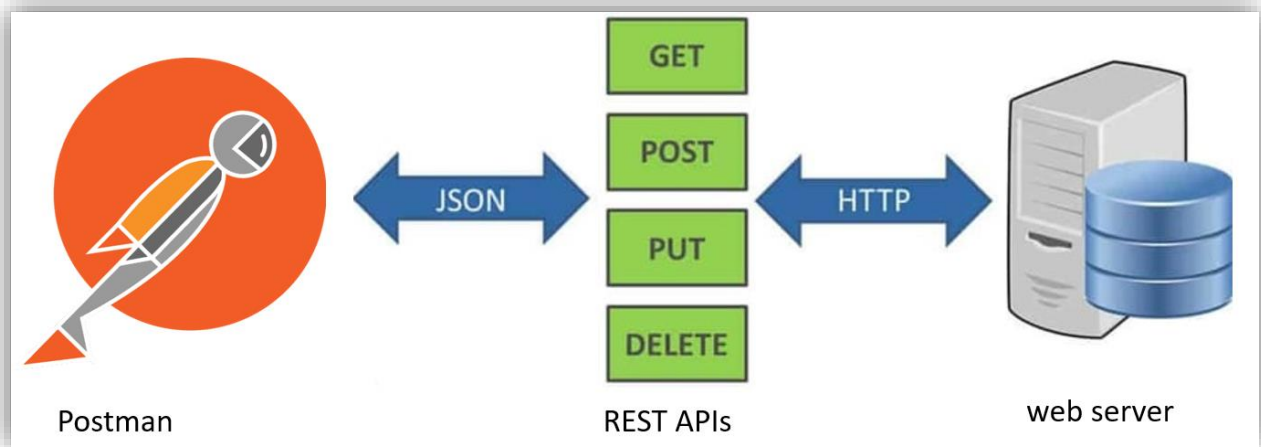 GET
POST
JSON
HTTP
PUT
DELETE
Postman
REST APIs
web server